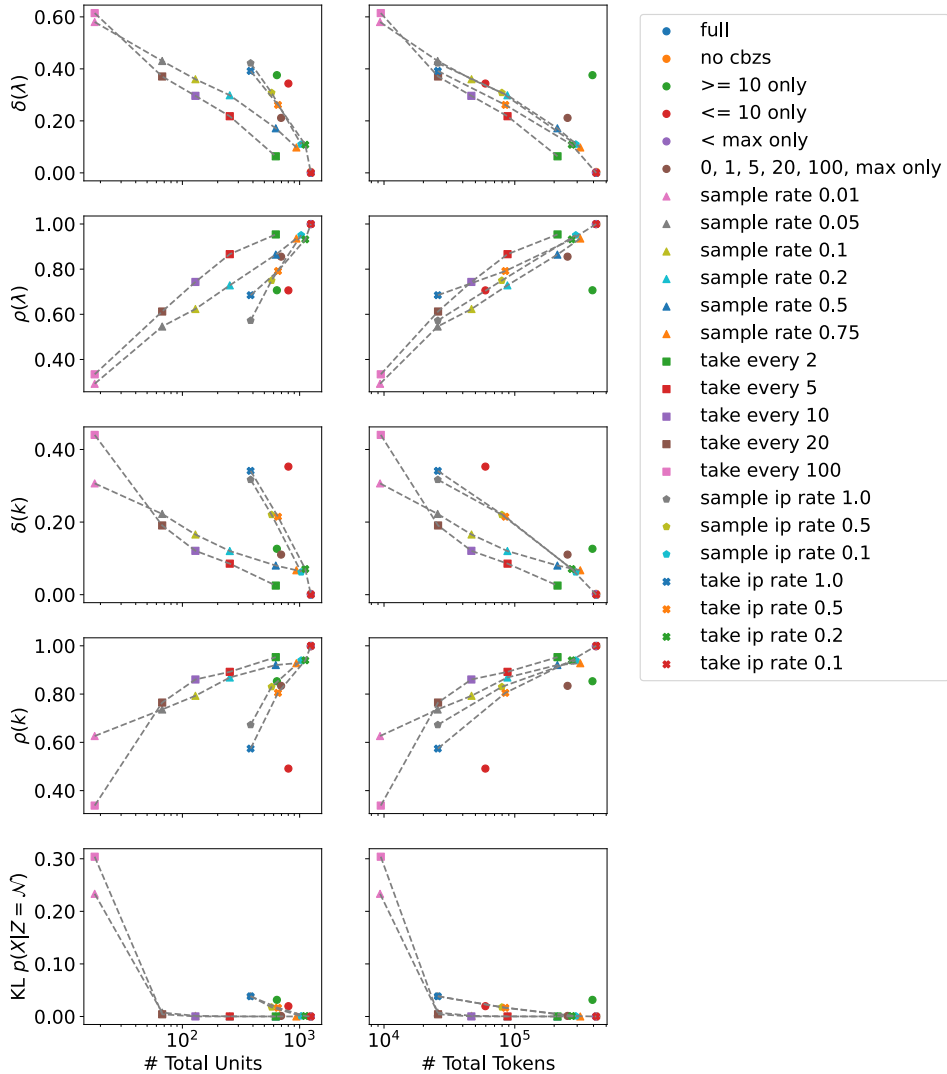 0.60
0.40
0.20
0.00
δ(λ)
1.00
0.80
0.60
0.40
ρ(λ)
0.40
0.20
0.00
δ(k)
1.00
0.80
0.60
0.40
ρ(k)
0.30
0.20
0.10
0.00
KL p(X|Z = 𝒩)
10²
10³
# Total Units
10⁴
10⁵
# Total Tokens
full
no cbzs
>= 10 only
<= 10 only
< max only
0, 1, 5, 20, 100, max only
sample rate 0.01
sample rate 0.05
sample rate 0.1
sample rate 0.2
sample rate 0.5
sample rate 0.75
take every 2
take every 5
take every 10
take every 20
take every 100
sample ip rate 1.0
sample ip rate 0.5
sample ip rate 0.1
take ip rate 1.0
take ip rate 0.5
take ip rate 0.2
take ip rate 0.1